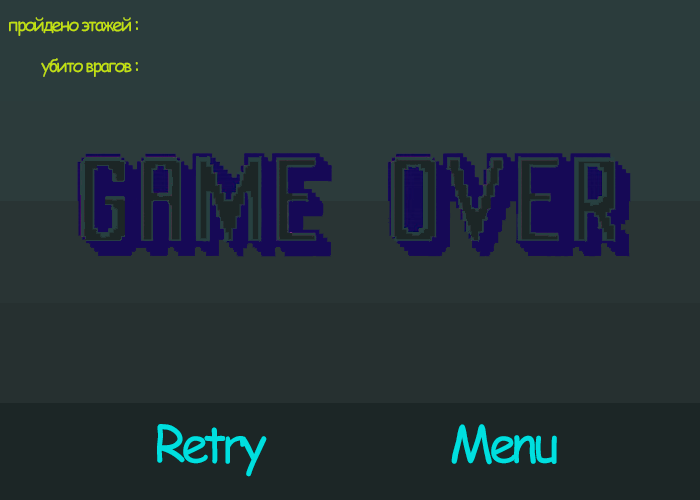 пройдено этажей :
убито врагов :
GAME OVER
Retry Menu